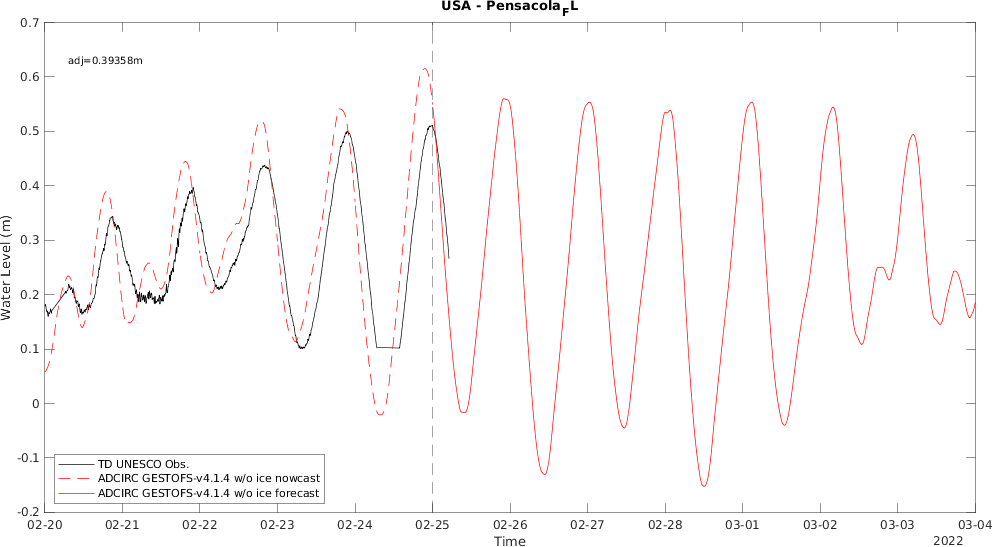 USA - Pensacola_FL
0.7
adj=0.39358m
0.6
0.5
0.4
0.3
0.2
0.1
0
-0.1
-0.2
Water Level (m)
TD UNESCO Obs.
ADCIRC GESTOFS-v4.1.4 w/o ice nowcast
ADCIRC GESTOFS-v4.1.4 w/o ice forecast
02-20 02-21 02-22 02-23 02-24 02-25 02-26 02-27 02-28 03-01 03-02 03-03 03-04
Time
2022